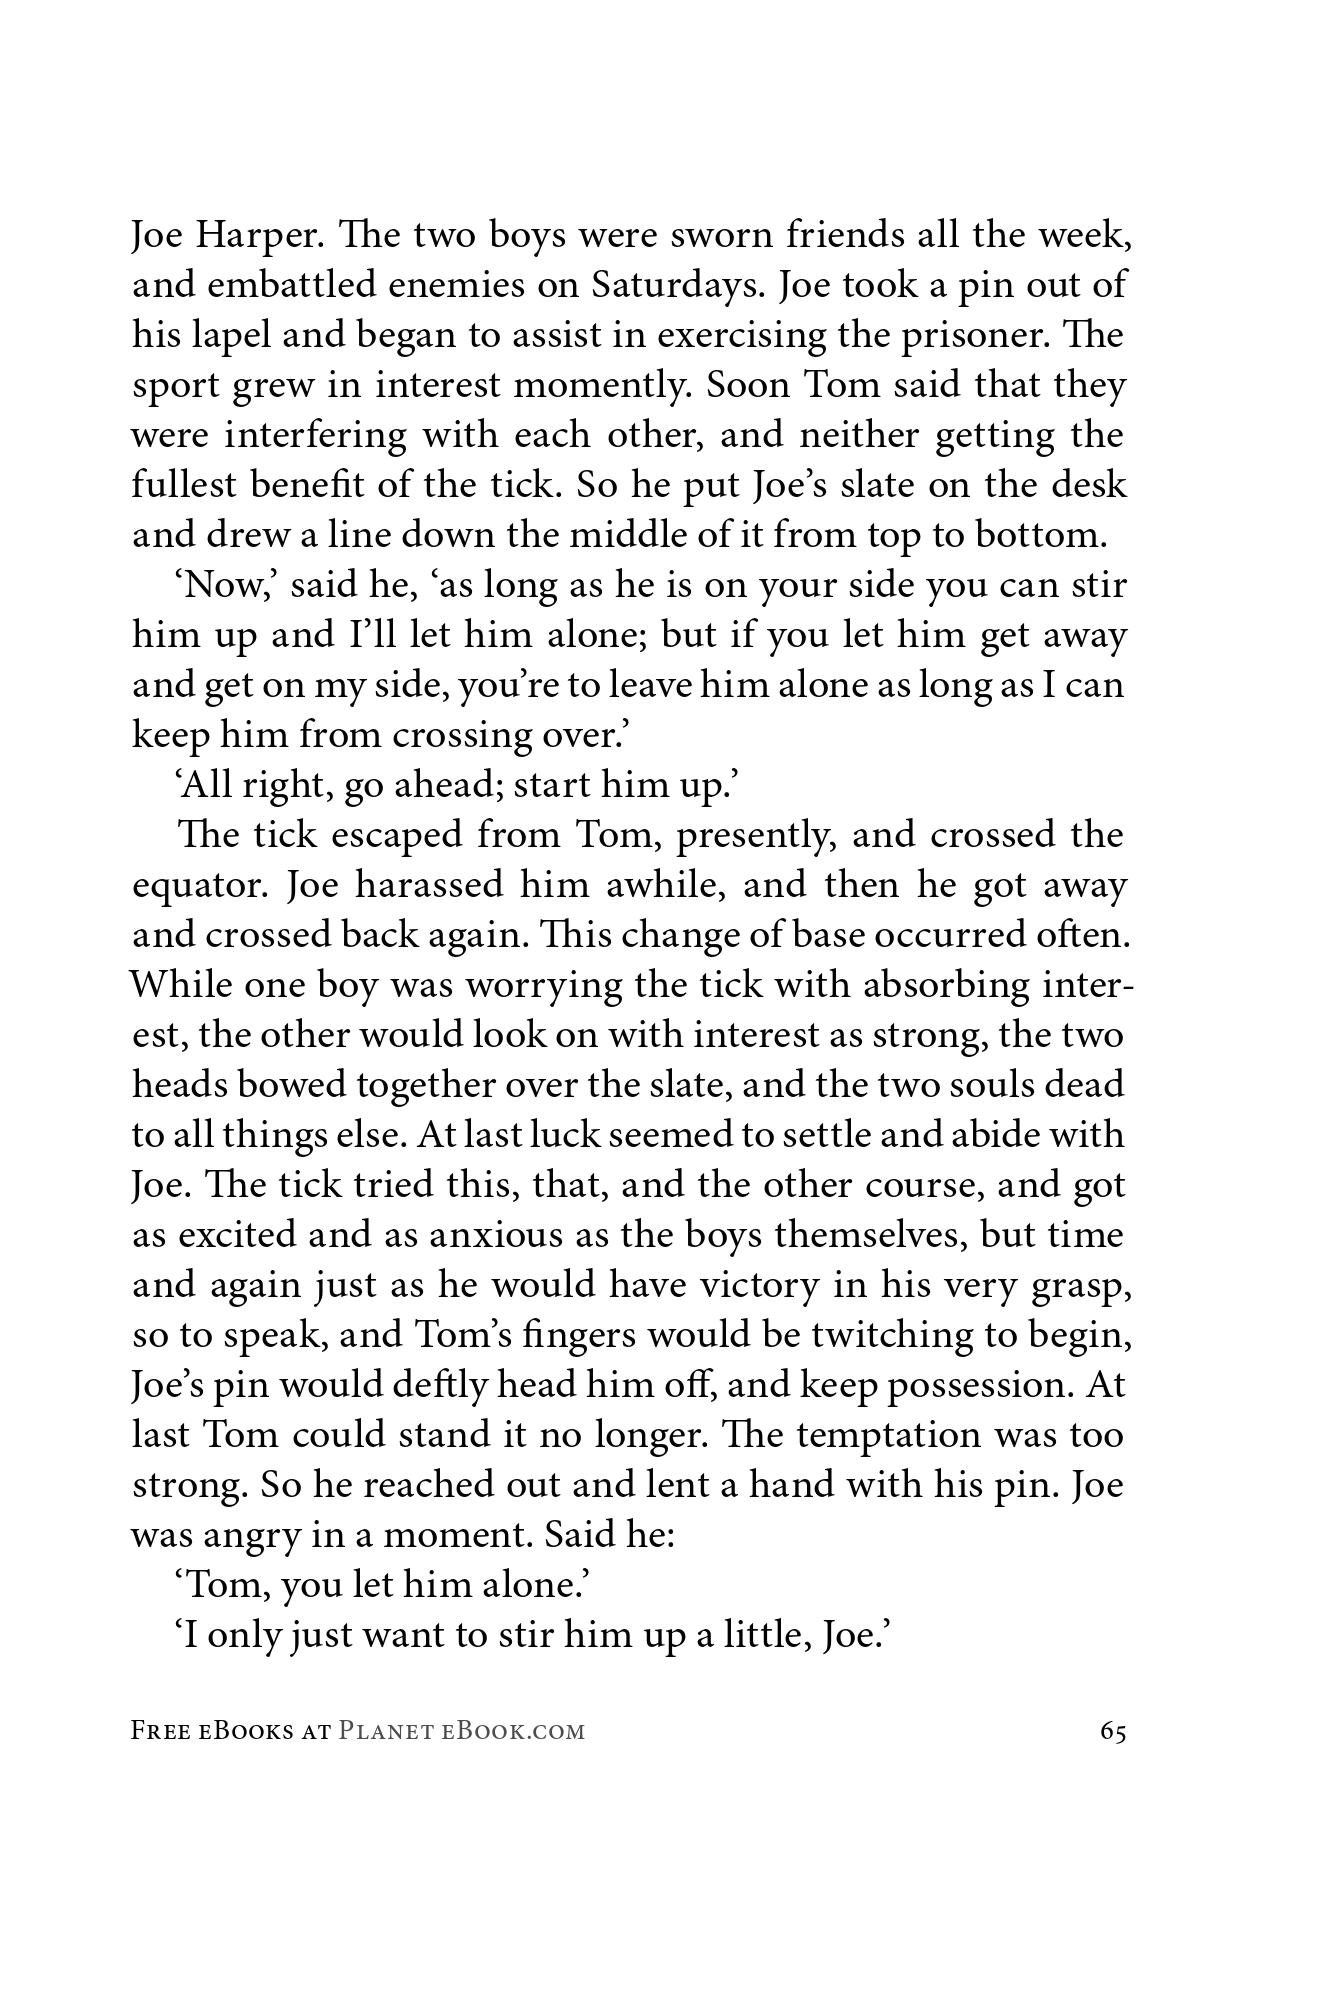 Joe Harper. The two boys were sworn friends all the week,
and embattled enemies on Saturdays. Joe took a pin out of
his lapel and began to assist in exercising the prisoner. The
sport grew in interest momently. Soon Tom said that they
were interfering with each other, and neither getting the
fullest benefit of the tick. So he put Joe’s slate on the desk
and drew a line down the middle of it from top to bottom.
‘Now,’ said he, ‘as long as he is on your side you can stir
him up and I’ll let him alone; but if you let him get away
and get on my side, you’re to leave him alone as long as I can
keep him from crossing over.’
‘All right, go ahead; start him up.’
The tick escaped from Tom, presently, and crossed the
equator. Joe harassed him awhile, and then he got away
and crossed back again. This change of base occurred often.
While one boy was worrying the tick with absorbing inter-
est, the other would look on with interest as strong, the two
heads bowed together over the slate, and the two souls dead
to all things else. At last luck seemed to settle and abide with
Joe. The tick tried this, that, and the other course, and got
as excited and as anxious as the boys themselves, but time
and again just as he would have victory in his very grasp,
so to speak, and Tom’s fingers would be twitching to begin,
Joe’s pin would deftly head him off, and keep possession. At
last Tom could stand it no longer. The temptation was too
strong. So he reached out and lent a hand with his pin. Joe
was angry in a moment. Said he:
‘Tom, you let him alone.’
‘I only just want to stir him up a little, Joe.’
Free eBooks at Planet eBook.com 65